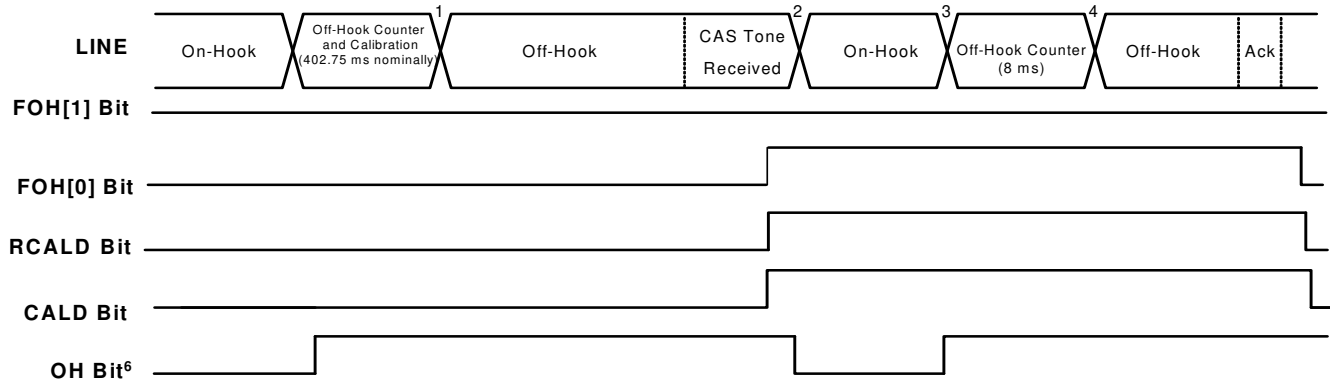 1 2 3 4
LINE
On-Hook
Off-Hook Counter
and Calibration
(402.75 ms nominally)
Off-Hook
CAS Tone
Received
On-Hook
Off-Hook Counter
(8 ms)
Off-Hook
Ack
FOH[1] Bit
FOH[0] Bit
RCALD Bit
CALD Bit
OH Bit⁶